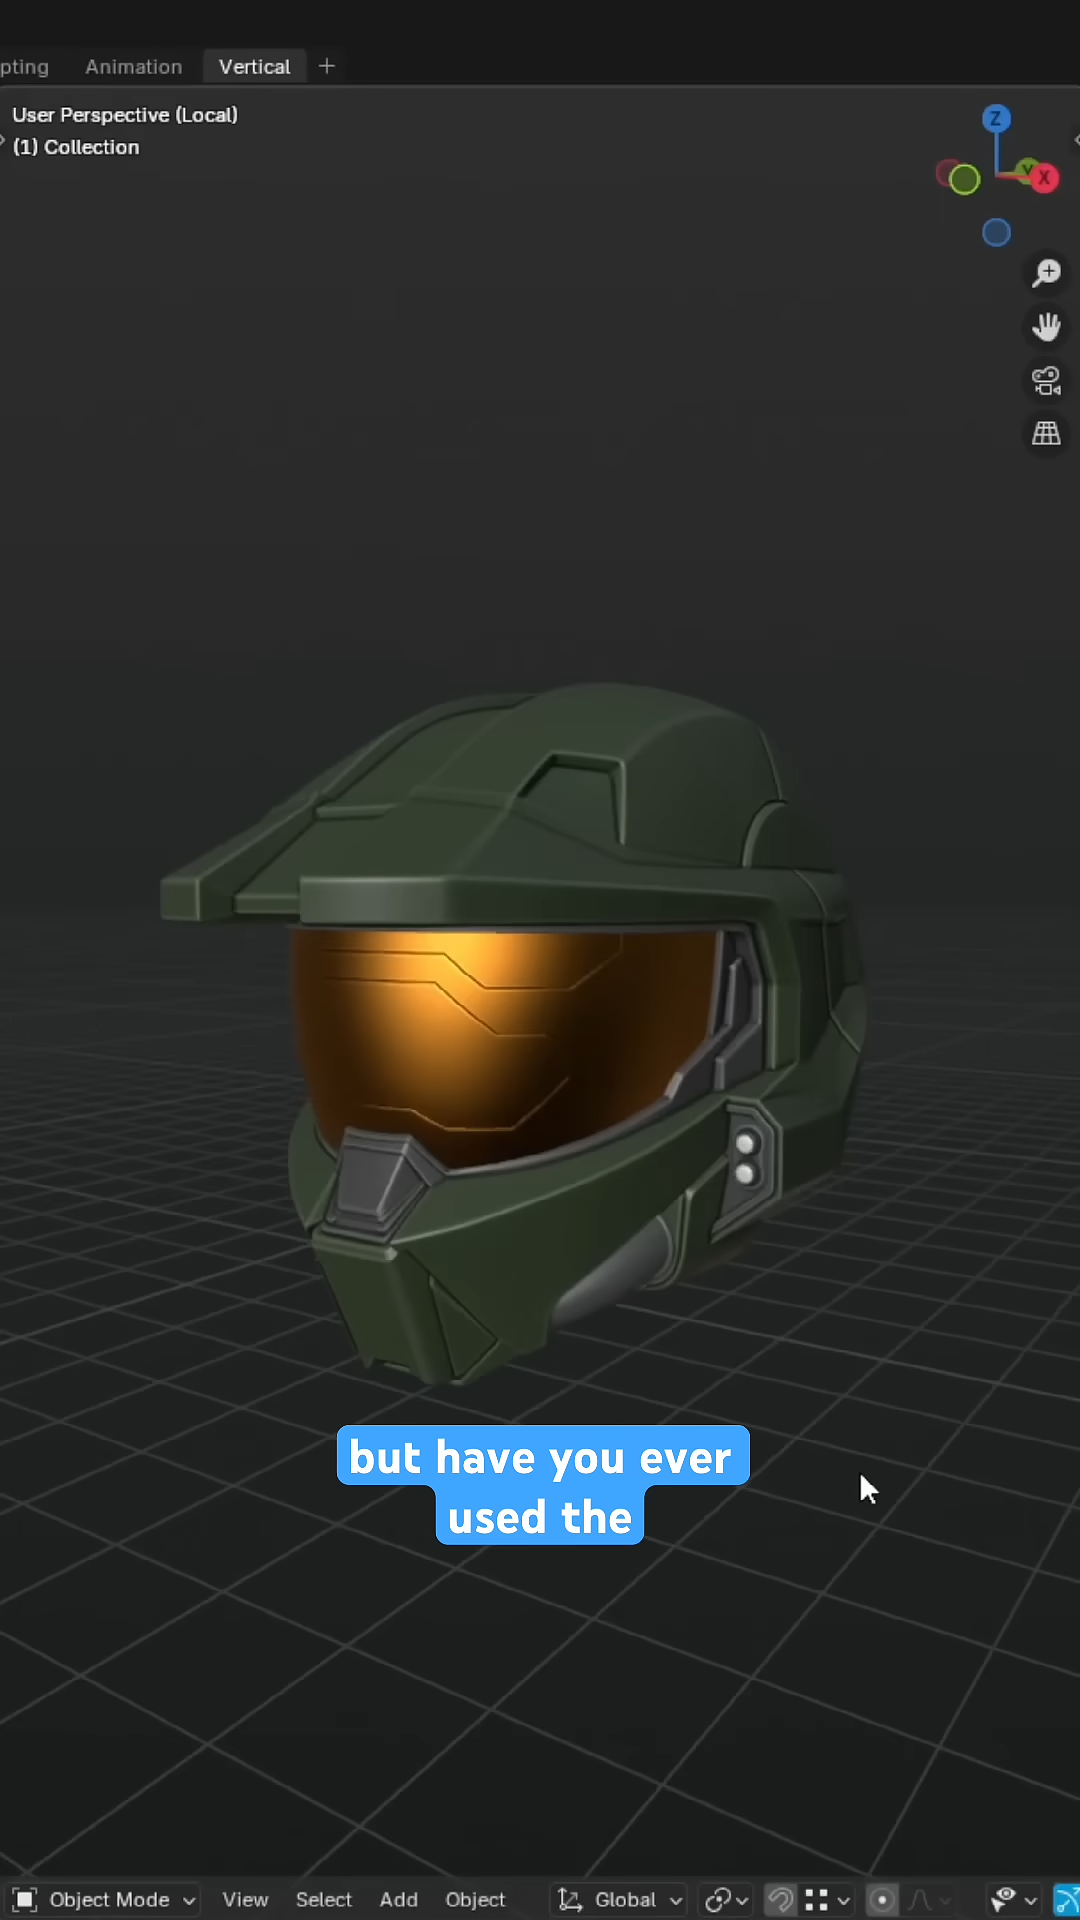 pting Animation Vertical +
User Perspective (Local)
(1) Collection
Z
Y
X
but have you ever
used the
Object Mode View Select Add Object Global